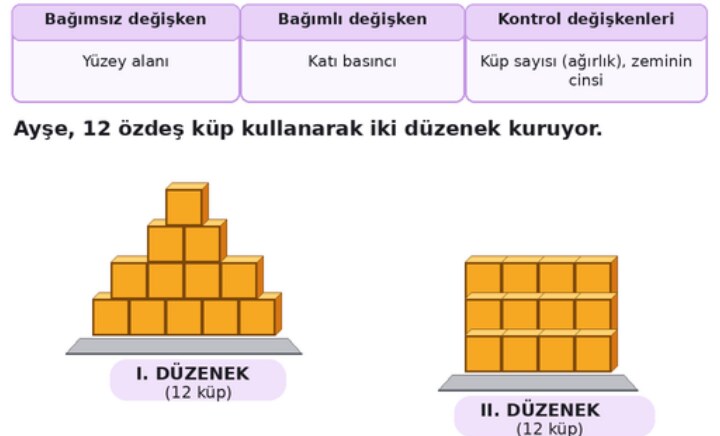 Bağımsız değişken
Bağımlı değişken
Kontrol değişkenleri
Yüzey alanı
Katı basıncı
Küp sayısı (ağırlık), zeminin
cinsi
Ayşe, 12 özdeş küp kullanarak iki düzenek kuruyor.
I. DÜZENEK
(12 küp)
II. DÜZENEK
(12 küp)